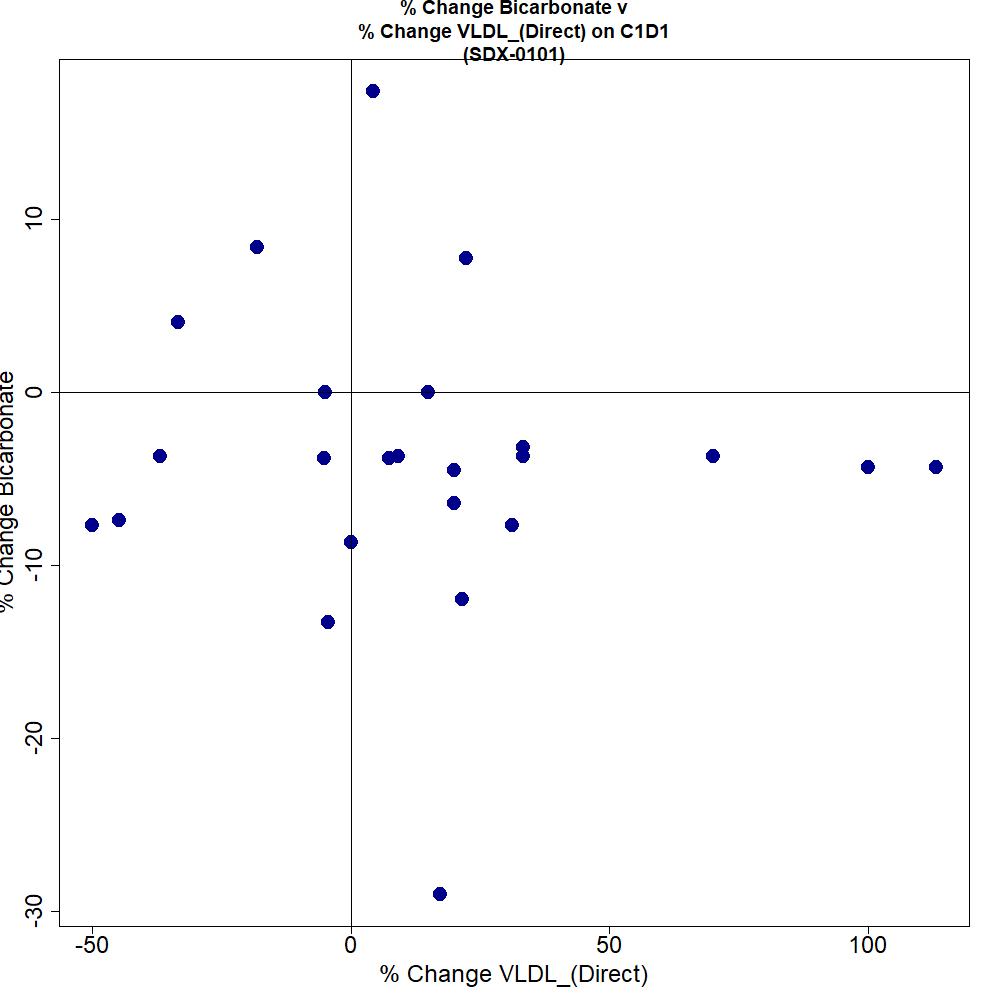 % Change Bicarbonate v
% Change VLDL_(Direct) on C1D1
(SDX-0101)
% Change Bicarbonate
10
0
-10
-20
-30
-50
0
50
100
% Change VLDL_(Direct)